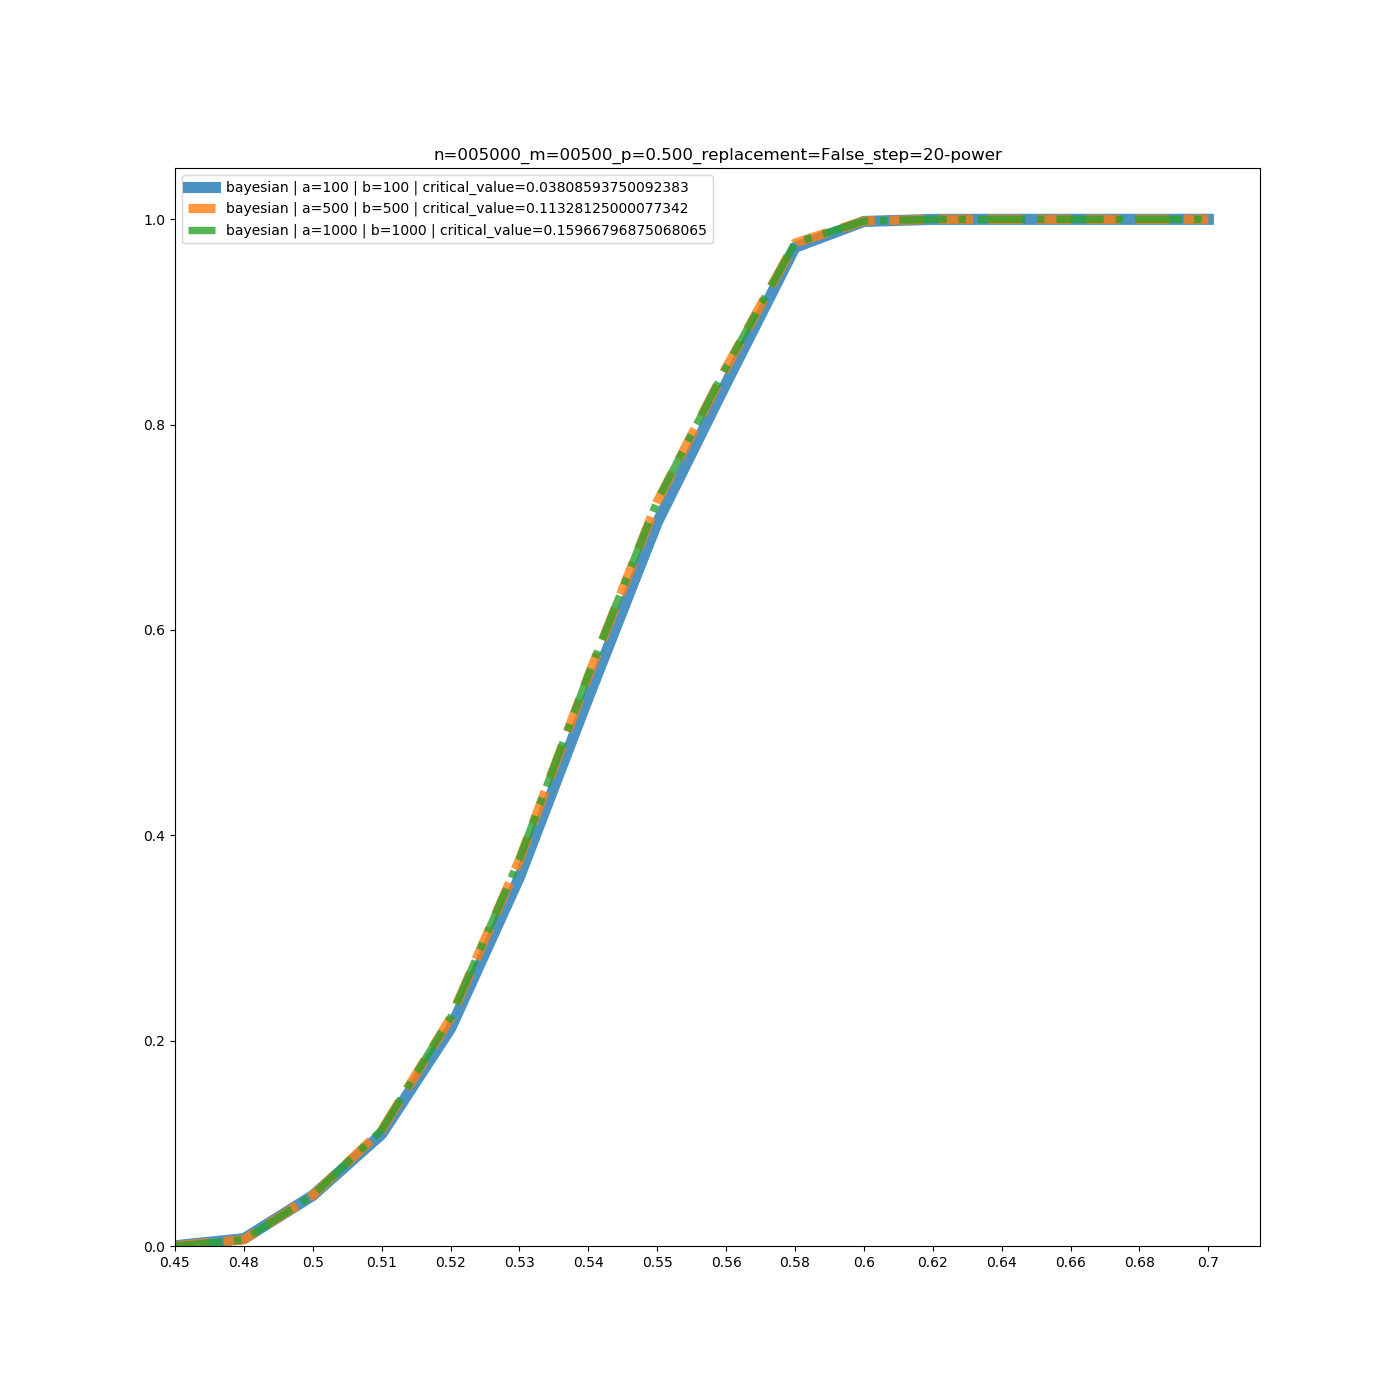 n=005000_m=00500_p=0.500_replacement=False_step=20-power
bayesian | a=100 | b=100 | critical_value=0.03808593750092383
bayesian | a=500 | b=500 | critical_value=0.11328125000077342
bayesian | a=1000 | b=1000 | critical_value=0.15966796875068065
1.0
0.8
0.6
0.4
0.2
0.0
0.45 0.48 0.5 0.51 0.52 0.53 0.54 0.55 0.56 0.58 0.6 0.62 0.64 0.66 0.68 0.7